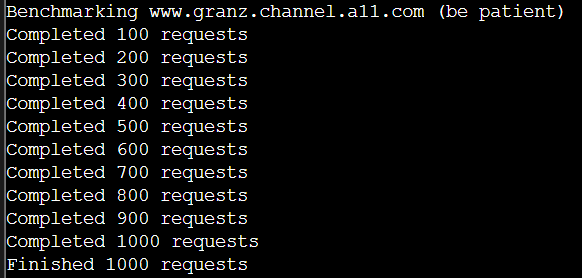 Benchmarking www.granz.channel.a11.com (be patient)
Completed 100 requests
Completed 200 requests
Completed 300 requests
Completed 400 requests
Completed 500 requests
Completed 600 requests
Completed 700 requests
Completed 800 requests
Completed 900 requests
Completed 1000 requests
Finished 1000 requests